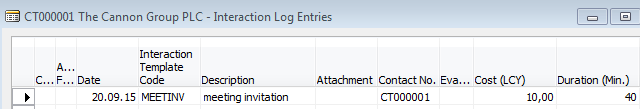 CT000001 The Cannon Group PLC - Interaction Log Entries
C... A... F... Date Interaction Template Code Description Attachment Contact No. Eva... Cost (LCY) Duration (Min.)
20.09.15 MEETINV meeting invitation CT000001 10,00 40